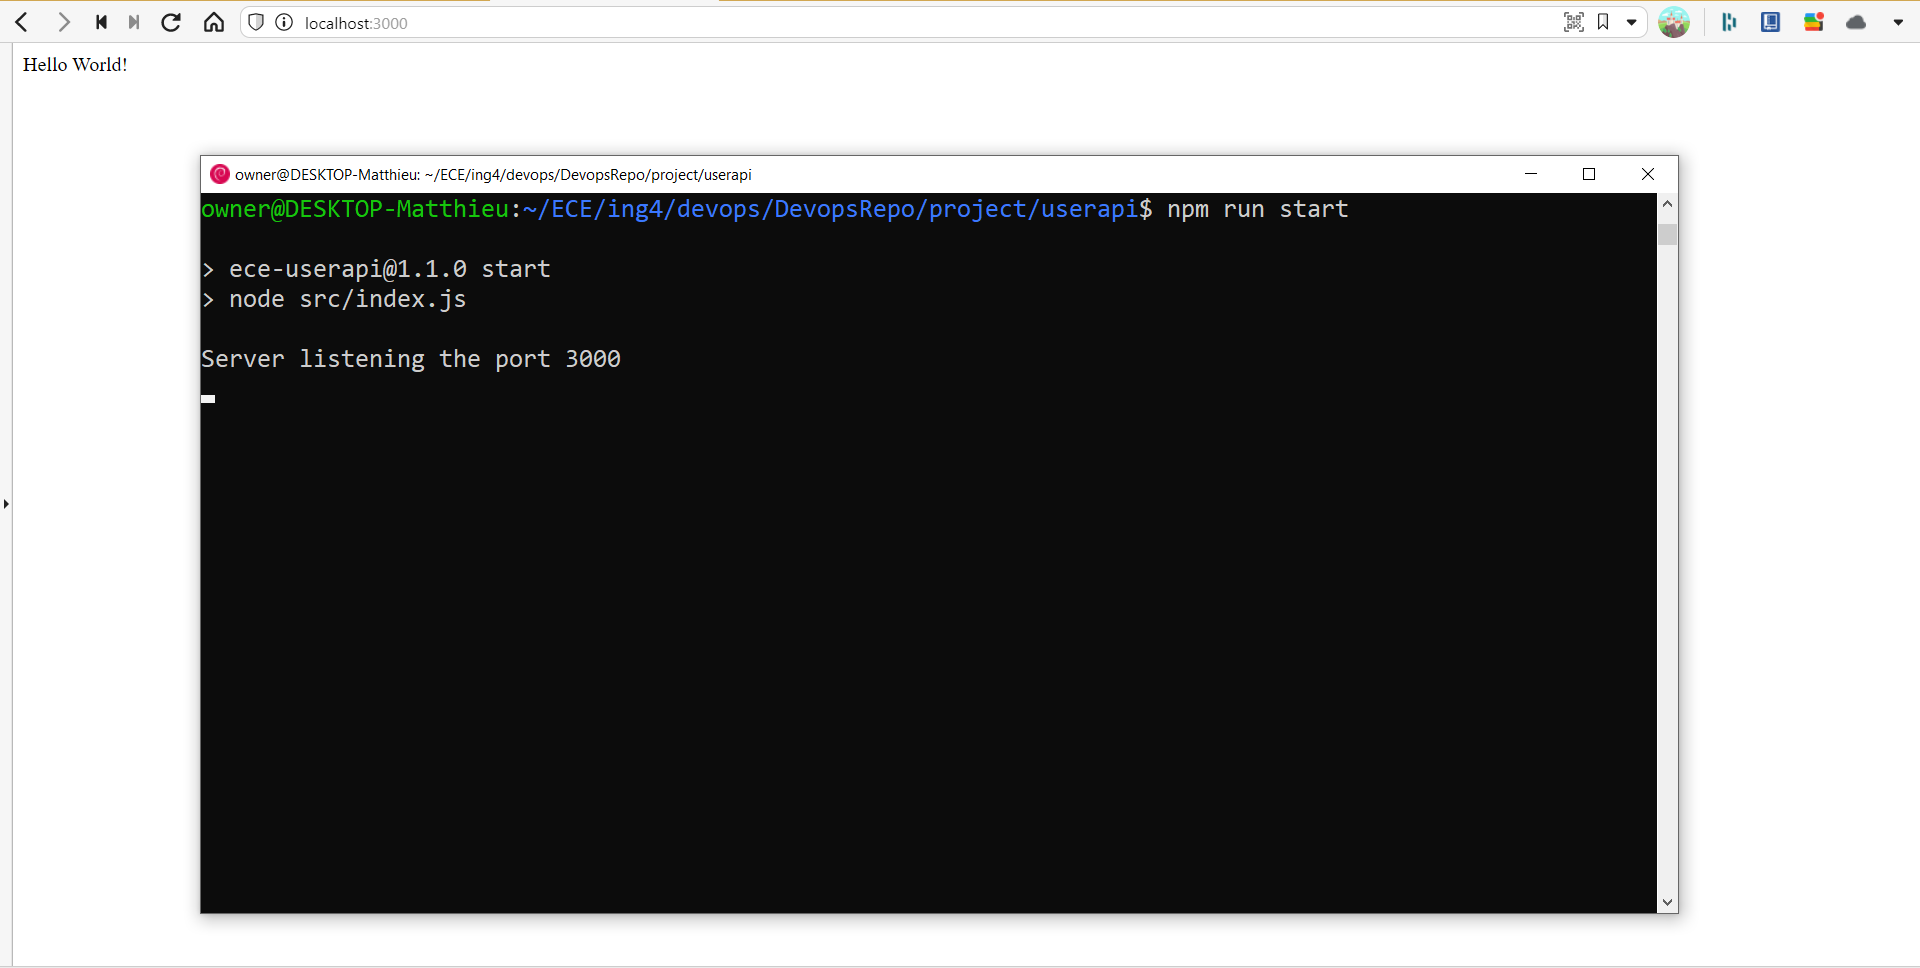 localhost:3000
Hello World!
owner@DESKTOP-Matthieu: ~/ECE/ing4/devops/DevopsRepo/project/userapi
owner@DESKTOP-Matthieu:~/ECE/ing4/devops/DevopsRepo/project/userapi$ npm run start
> ece-userapi@1.1.0 start
> node src/index.js
Server listening the port 3000